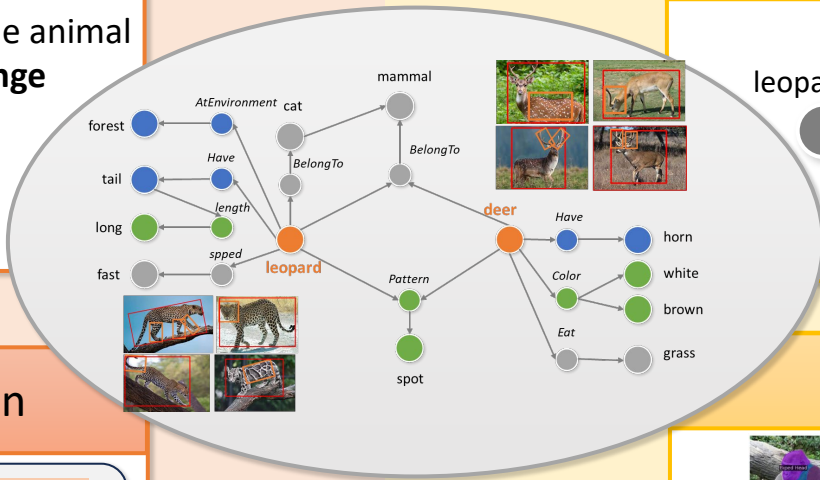 e animal
nge
leopa
AtEnvironment
cat
mammal
forest
Have
BelongTo
BelongTo
tail
length
long
spped
fast
leopard
deer
Have
horn
Color
white
brown
Pattern
Eat
grass
spot
n